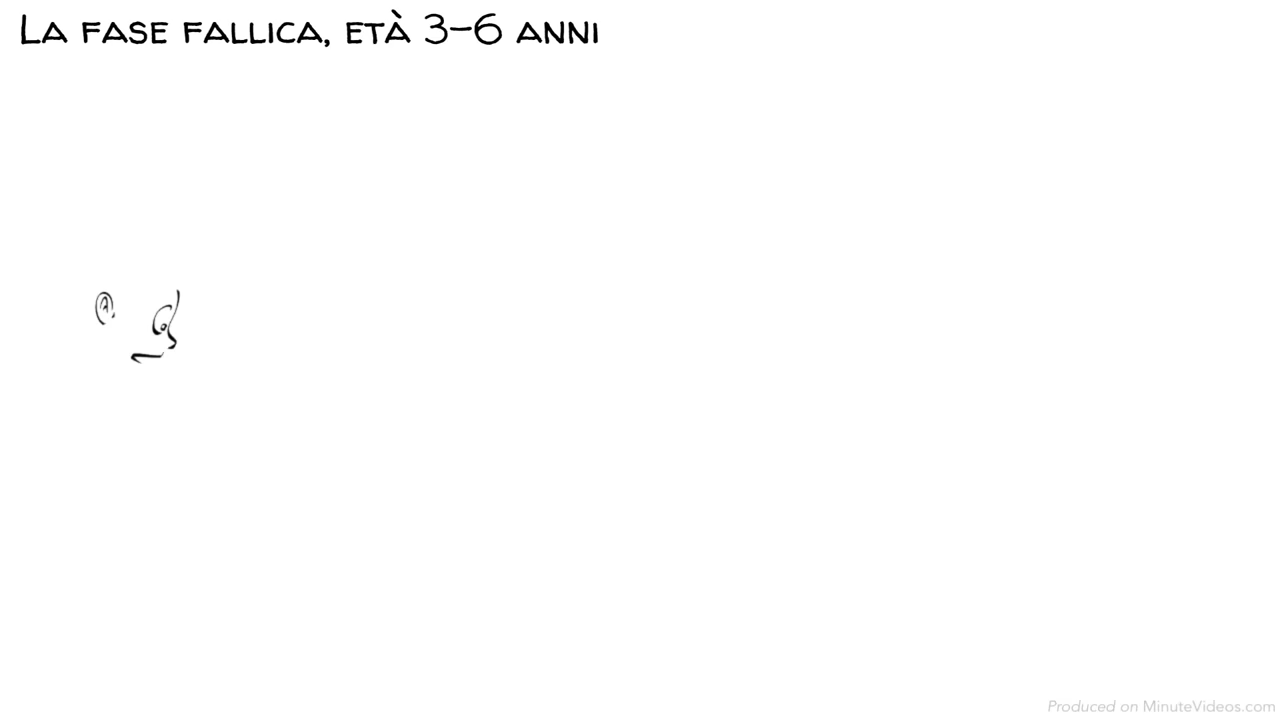 La fase fallica, età 3-6 anni
Produced on MinuteVideos.com